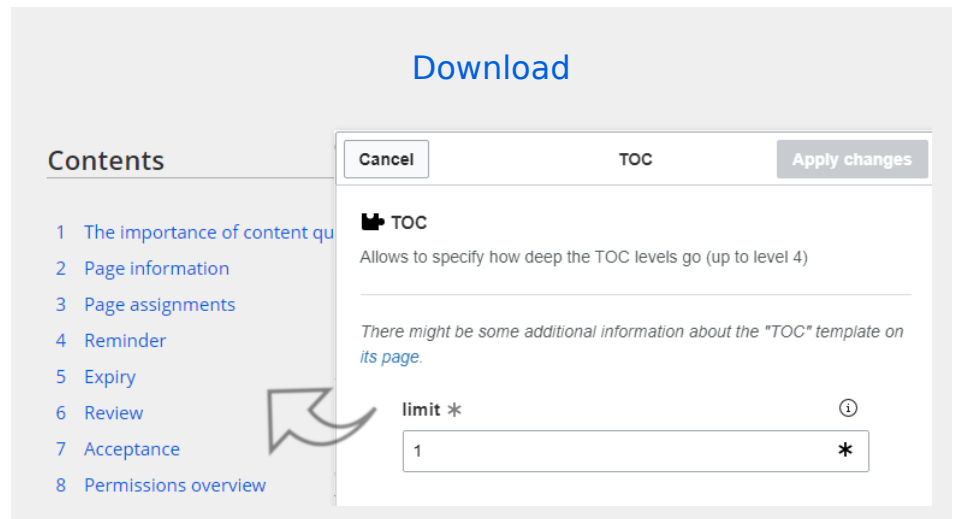 Download
Contents
1 The importance of content qu
2 Page information
3 Page assignments
4 Reminder
5 Expiry
6 Review
7 Acceptance
8 Permissions overview
Cancel TOC Apply changes
TOC
Allows to specify how deep the TOC levels go (up to level 4)
There might be some additional information about the "TOC" template on
its page.
limit *
1 *